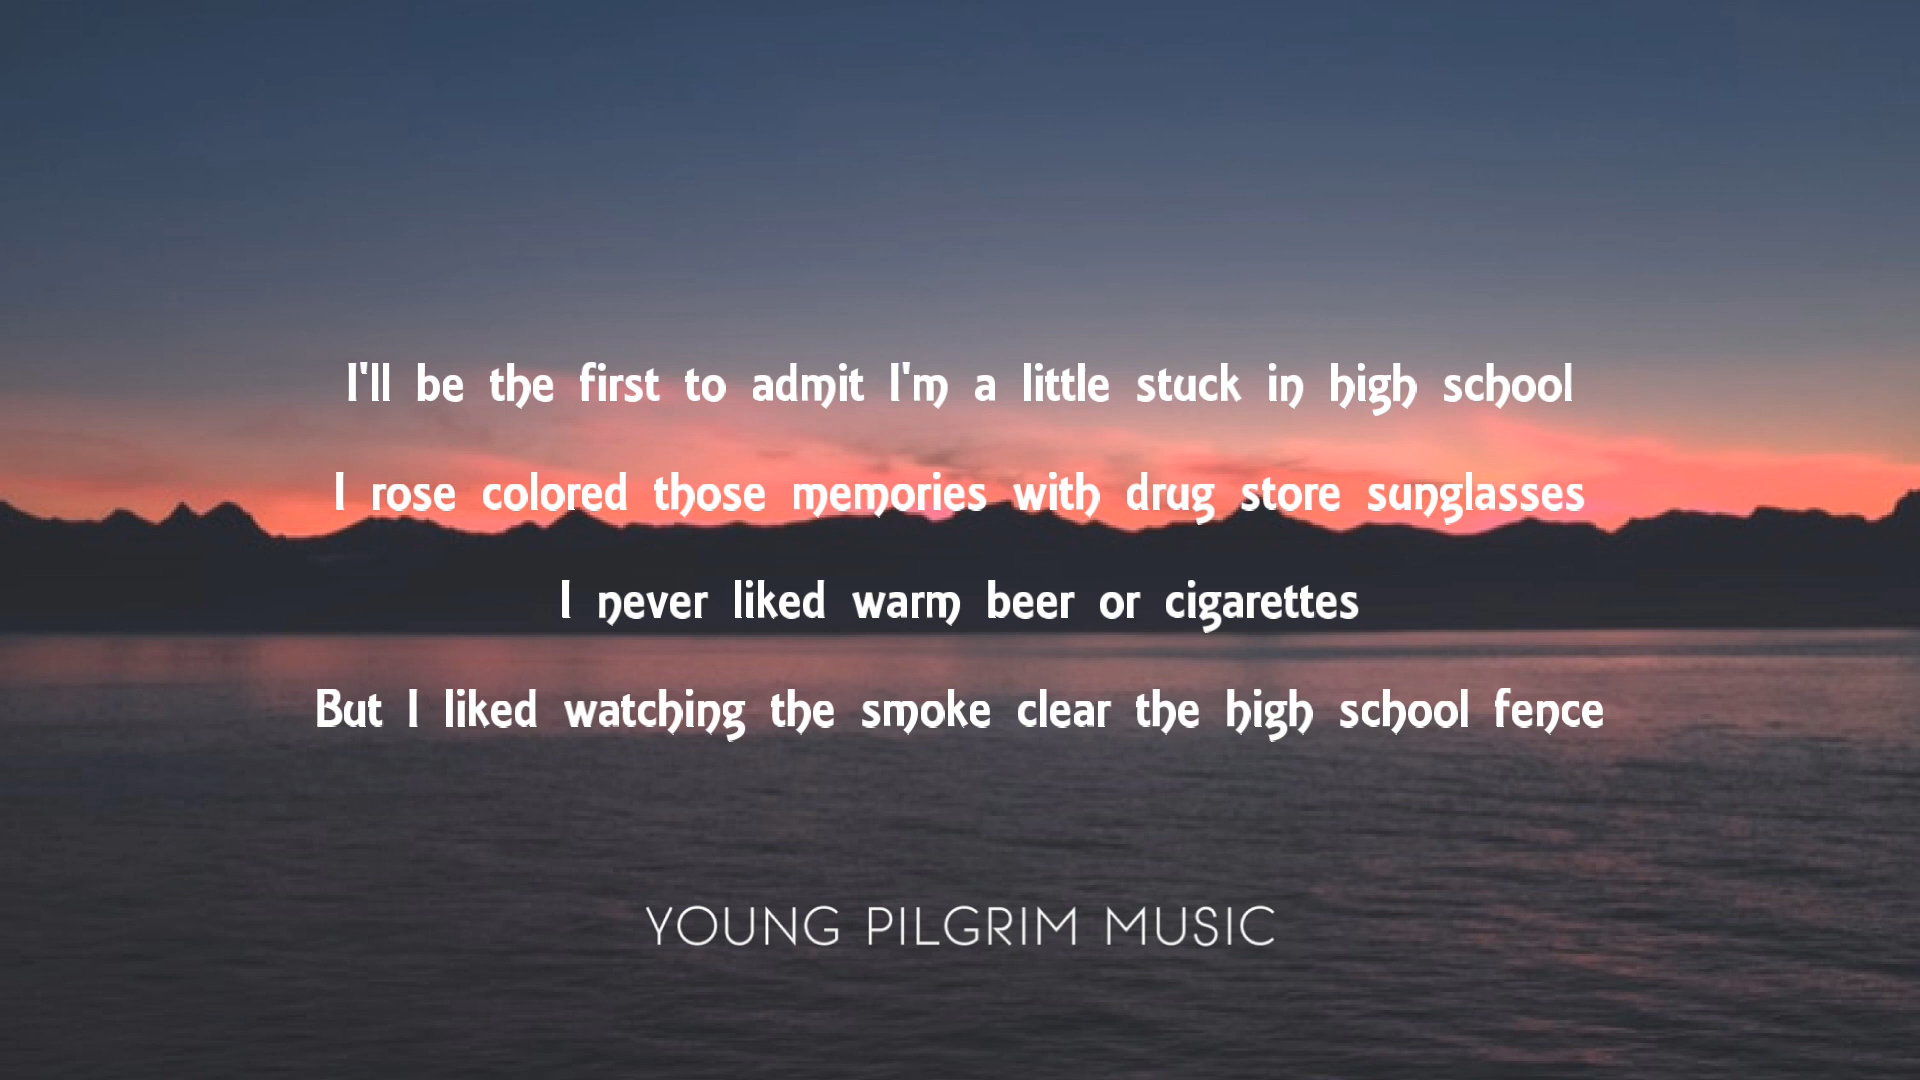 I'll be the first to admit I'm a little stuck in high school
I rose colored those memories with drug store sunglasses
I never liked warm beer or cigarettes
But I liked watching the smoke clear the high school fence
YOUNG PILGRIM MUSIC